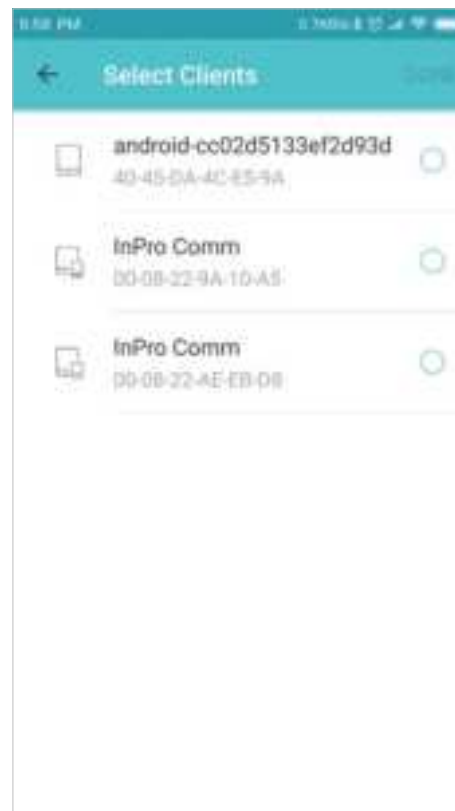 Select Clients
android-cc02d5133ef2d93d
40-45-DA-4C-E5-9A
InPro Comm
00-08-22-9A-10-A5
InPro Comm
00-08-22-AE-EB-D8